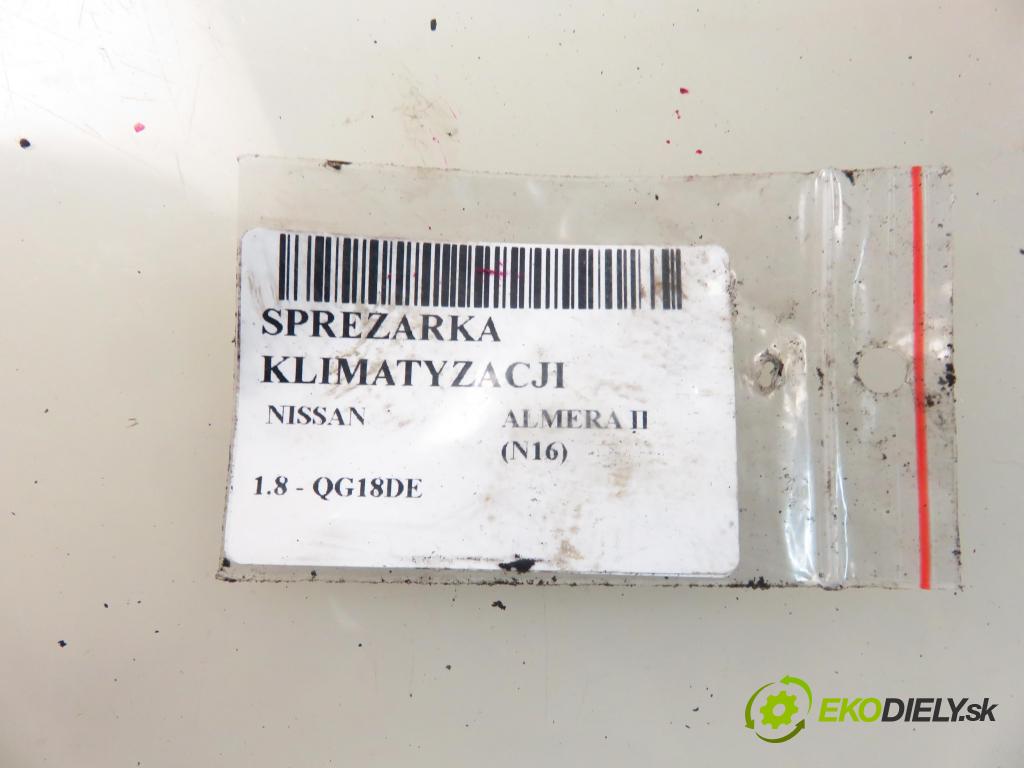 SPREZARKA
KLIMATYZACJI
NISSAN ALMERA II
(N16)
1.8 - QG18DE
EKODIELY.sk